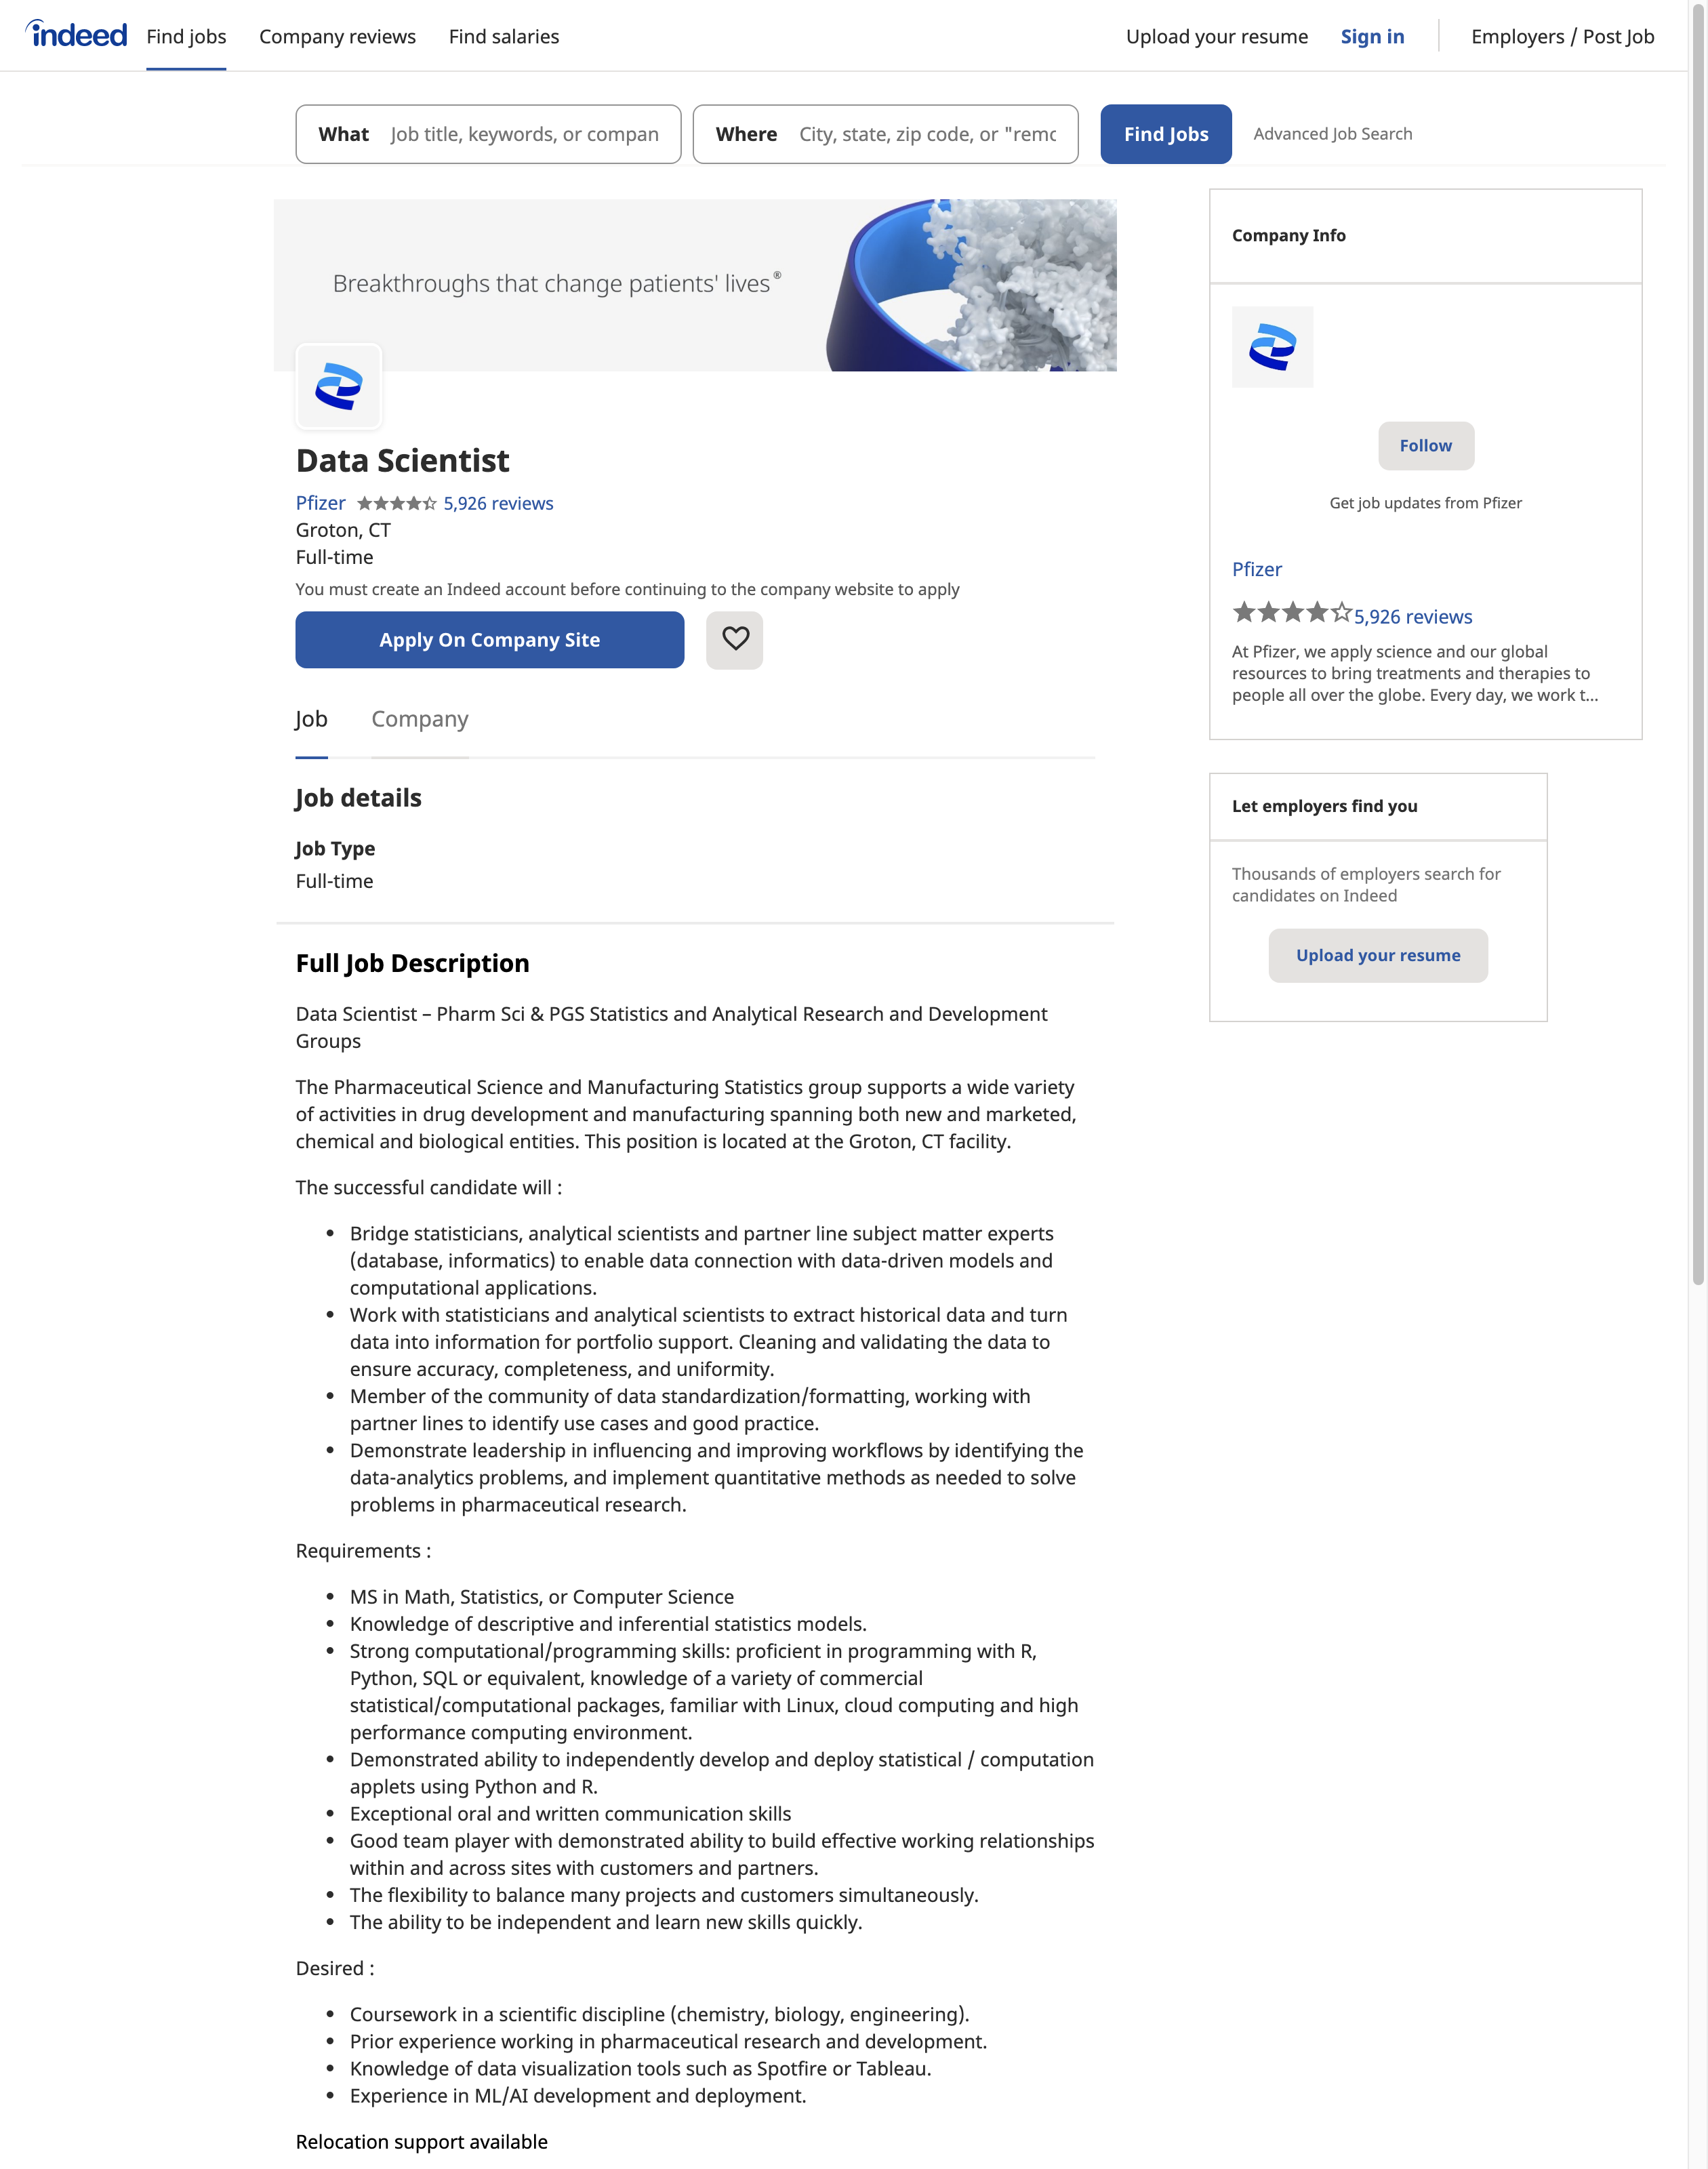 indeed
Find jobs
Company reviews
Find salaries
Upload your resume
Sign in
Employers / Post Job
What
Job title, keywords, or compan
Where
City, state, zip code, or "remo
Find Jobs
Advanced Job Search
Breakthroughs that change patients' lives®
Data Scientist
Pfizer 5,926 reviews
Groton, CT
Full-time
You must create an Indeed account before continuing to the company website to apply
Apply On Company Site
Job
Company
Job details
Job Type
Full-time
Full Job Description
Data Scientist – Pharm Sci & PGS Statistics and Analytical Research and Development
Groups
The Pharmaceutical Science and Manufacturing Statistics group supports a wide variety
of activities in drug development and manufacturing spanning both new and marketed,
chemical and biological entities. This position is located at the Groton, CT facility.
The successful candidate will :
• Bridge statisticians, analytical scientists and partner line subject matter experts
(database, informatics) to enable data connection with data-driven models and
computational applications.
• Work with statisticians and analytical scientists to extract historical data and turn
data into information for portfolio support. Cleaning and validating the data to
ensure accuracy, completeness, and uniformity.
• Member of the community of data standardization/formatting, working with
partner lines to identify use cases and good practice.
• Demonstrate leadership in influencing and improving workflows by identifying the
data-analytics problems, and implement quantitative methods as needed to solve
problems in pharmaceutical research.
Requirements :
• MS in Math, Statistics, or Computer Science
• Knowledge of descriptive and inferential statistics models.
• Strong computational/programming skills: proficient in programming with R,
Python, SQL or equivalent, knowledge of a variety of commercial
statistical/computational packages, familiar with Linux, cloud computing and high
performance computing environment.
• Demonstrated ability to independently develop and deploy statistical / computation
applets using Python and R.
• Exceptional oral and written communication skills
• Good team player with demonstrated ability to build effective working relationships
within and across sites with customers and partners.
• The flexibility to balance many projects and customers simultaneously.
• The ability to be independent and learn new skills quickly.
Desired :
• Coursework in a scientific discipline (chemistry, biology, engineering).
• Prior experience working in pharmaceutical research and development.
• Knowledge of data visualization tools such as Spotfire or Tableau.
• Experience in ML/AI development and deployment.
Relocation support available
Company Info
Follow
Get job updates from Pfizer
Pfizer
5,926 reviews
At Pfizer, we apply science and our global
resources to bring treatments and therapies to
people all over the globe. Every day, we work t...
Let employers find you
Thousands of employers search for
candidates on Indeed
Upload your resume